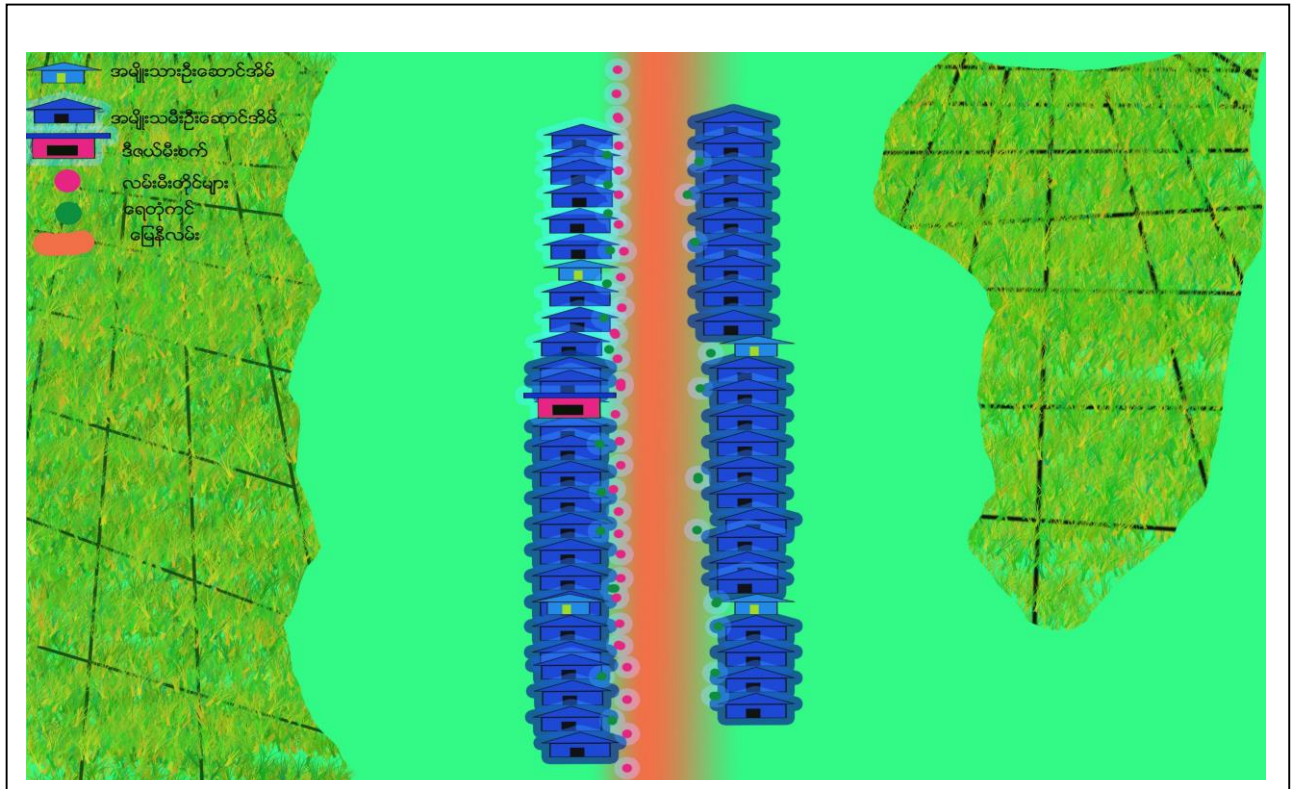 အမျိုးသားဦးဆောင်အိမ်
အမျိုးသမီးဦးဆောင်အိမ်
ဒီဇယ်မီးစက်
လမ်းမီးတိုင်များ
ရေတုံကင်
မြေနီလမ်း